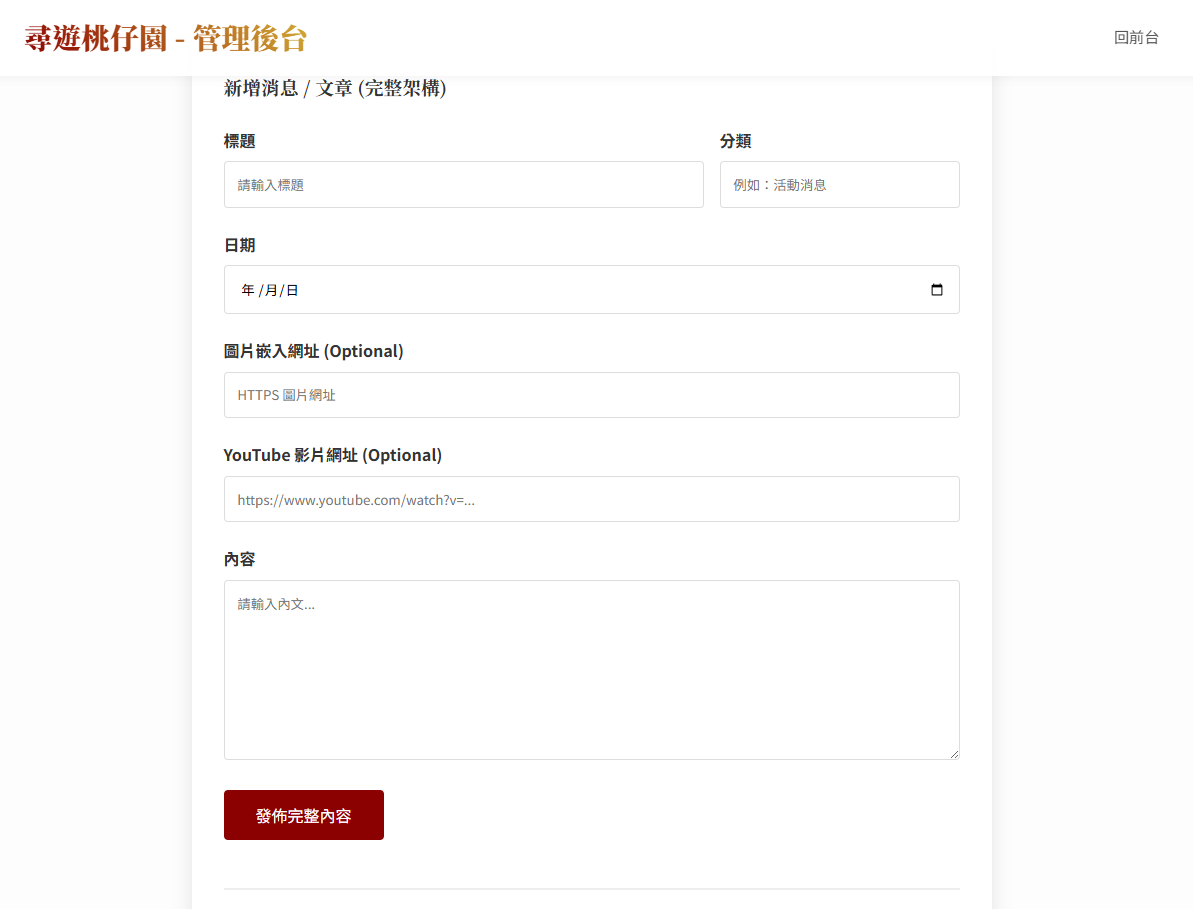 尋遊桃仔園 - 管理後台
回前台
新增消息 / 文章 (完整架構)
標題
分類
請輸入標題
例如：活動消息
日期
年 /月/日
圖片嵌入網址 (Optional)
HTTPS 圖片網址
YouTube 影片網址 (Optional)
https://www.youtube.com/watch?v=...
內容
請輸入內文...
發佈完整內容